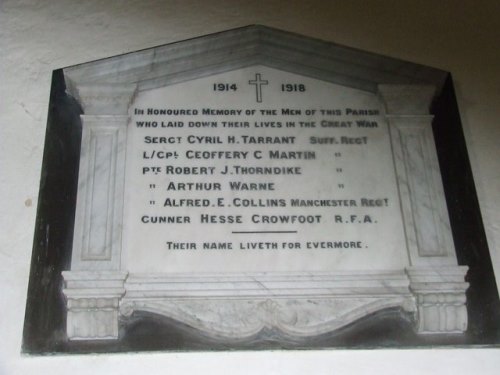 1914 1918
IN HONOURED MEMORY OF THE MEN OF THIS PARISH
WHO LAID DOWN THEIR LIVES IN THE GREAT WAR
SERGT CYRIL H. TARRANT SUFF. REGT
L/CPL GEOFFERY C MARTIN "
PTE ROBERT J. THORNDIKE "
" ARTHUR WARNE "
" ALFRED. E. COLLINS MANCHESTER REGT
GUNNER HESSE CROWFOOT R.F.A.
THEIR NAME LIVETH FOR EVERMORE.